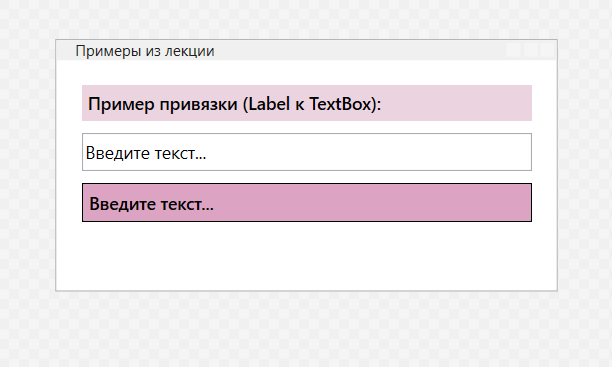 Примеры из лекции
Пример привязки (Label к TextBox):
Введите текст...
Введите текст...